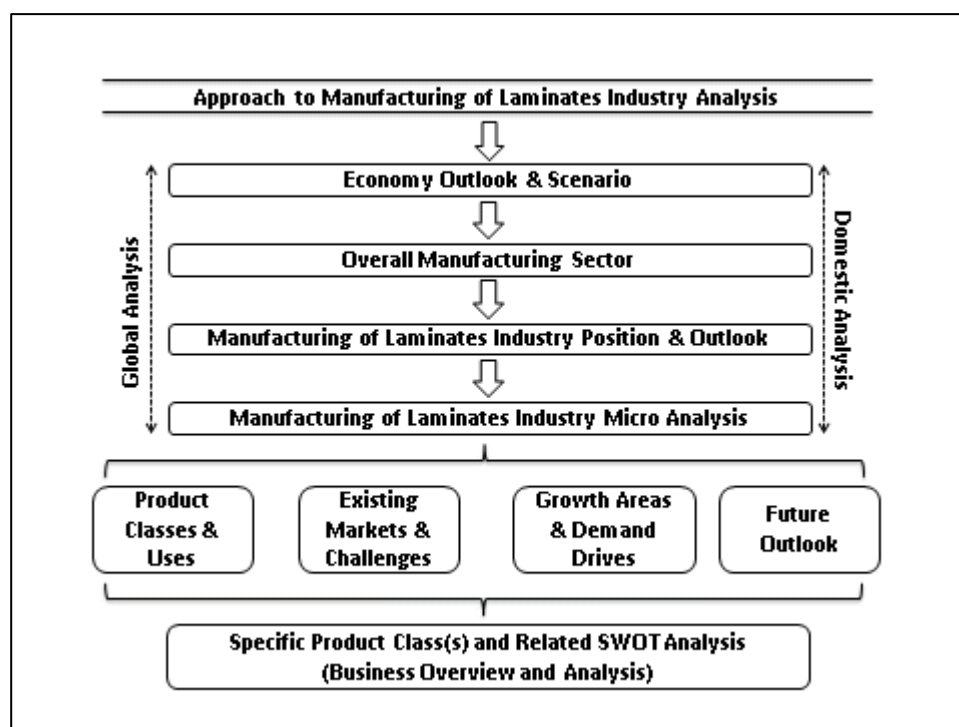 Approach to Manufacturing of Laminates Industry Analysis
Economy Outlook & Scenario
Overall Manufacturing Sector
Manufacturing of Laminates Industry Position & Outlook
Manufacturing of Laminates Industry Micro Analysis
Global Analysis
Domestic Analysis
Product
Classes &
Uses
Existing
Markets &
Challenges
Growth Areas
& Demand
Drives
Future
Outlook
Specific Product Class(s) and Related SWOT Analysis
(Business Overview and Analysis)